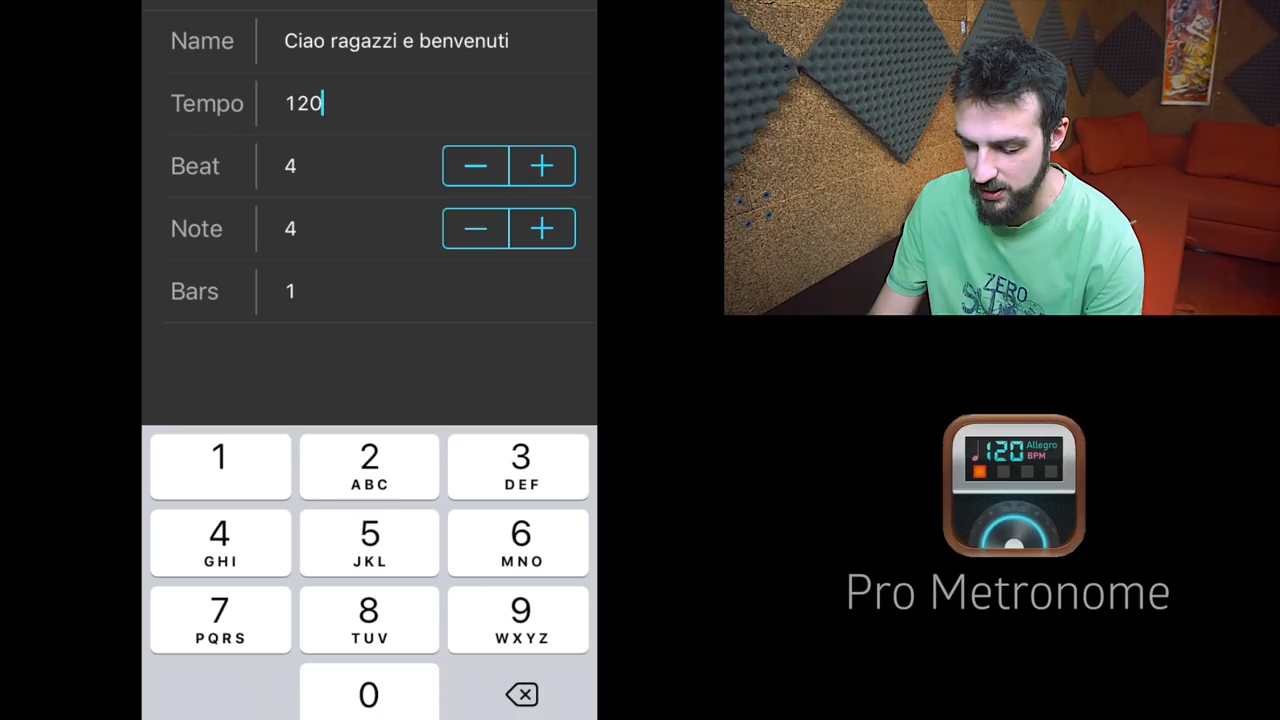 Name Ciao ragazzi e benvenuti
Tempo 120
Beat 4 — +
Note 4 — +
Bars 1
1 2 3
ABC DEF
4 5 6
GHI JKL MNO
7 8 9
PQRS TUV WXYZ
0
ZERO
120 Allegro
BPM
Pro Metronome